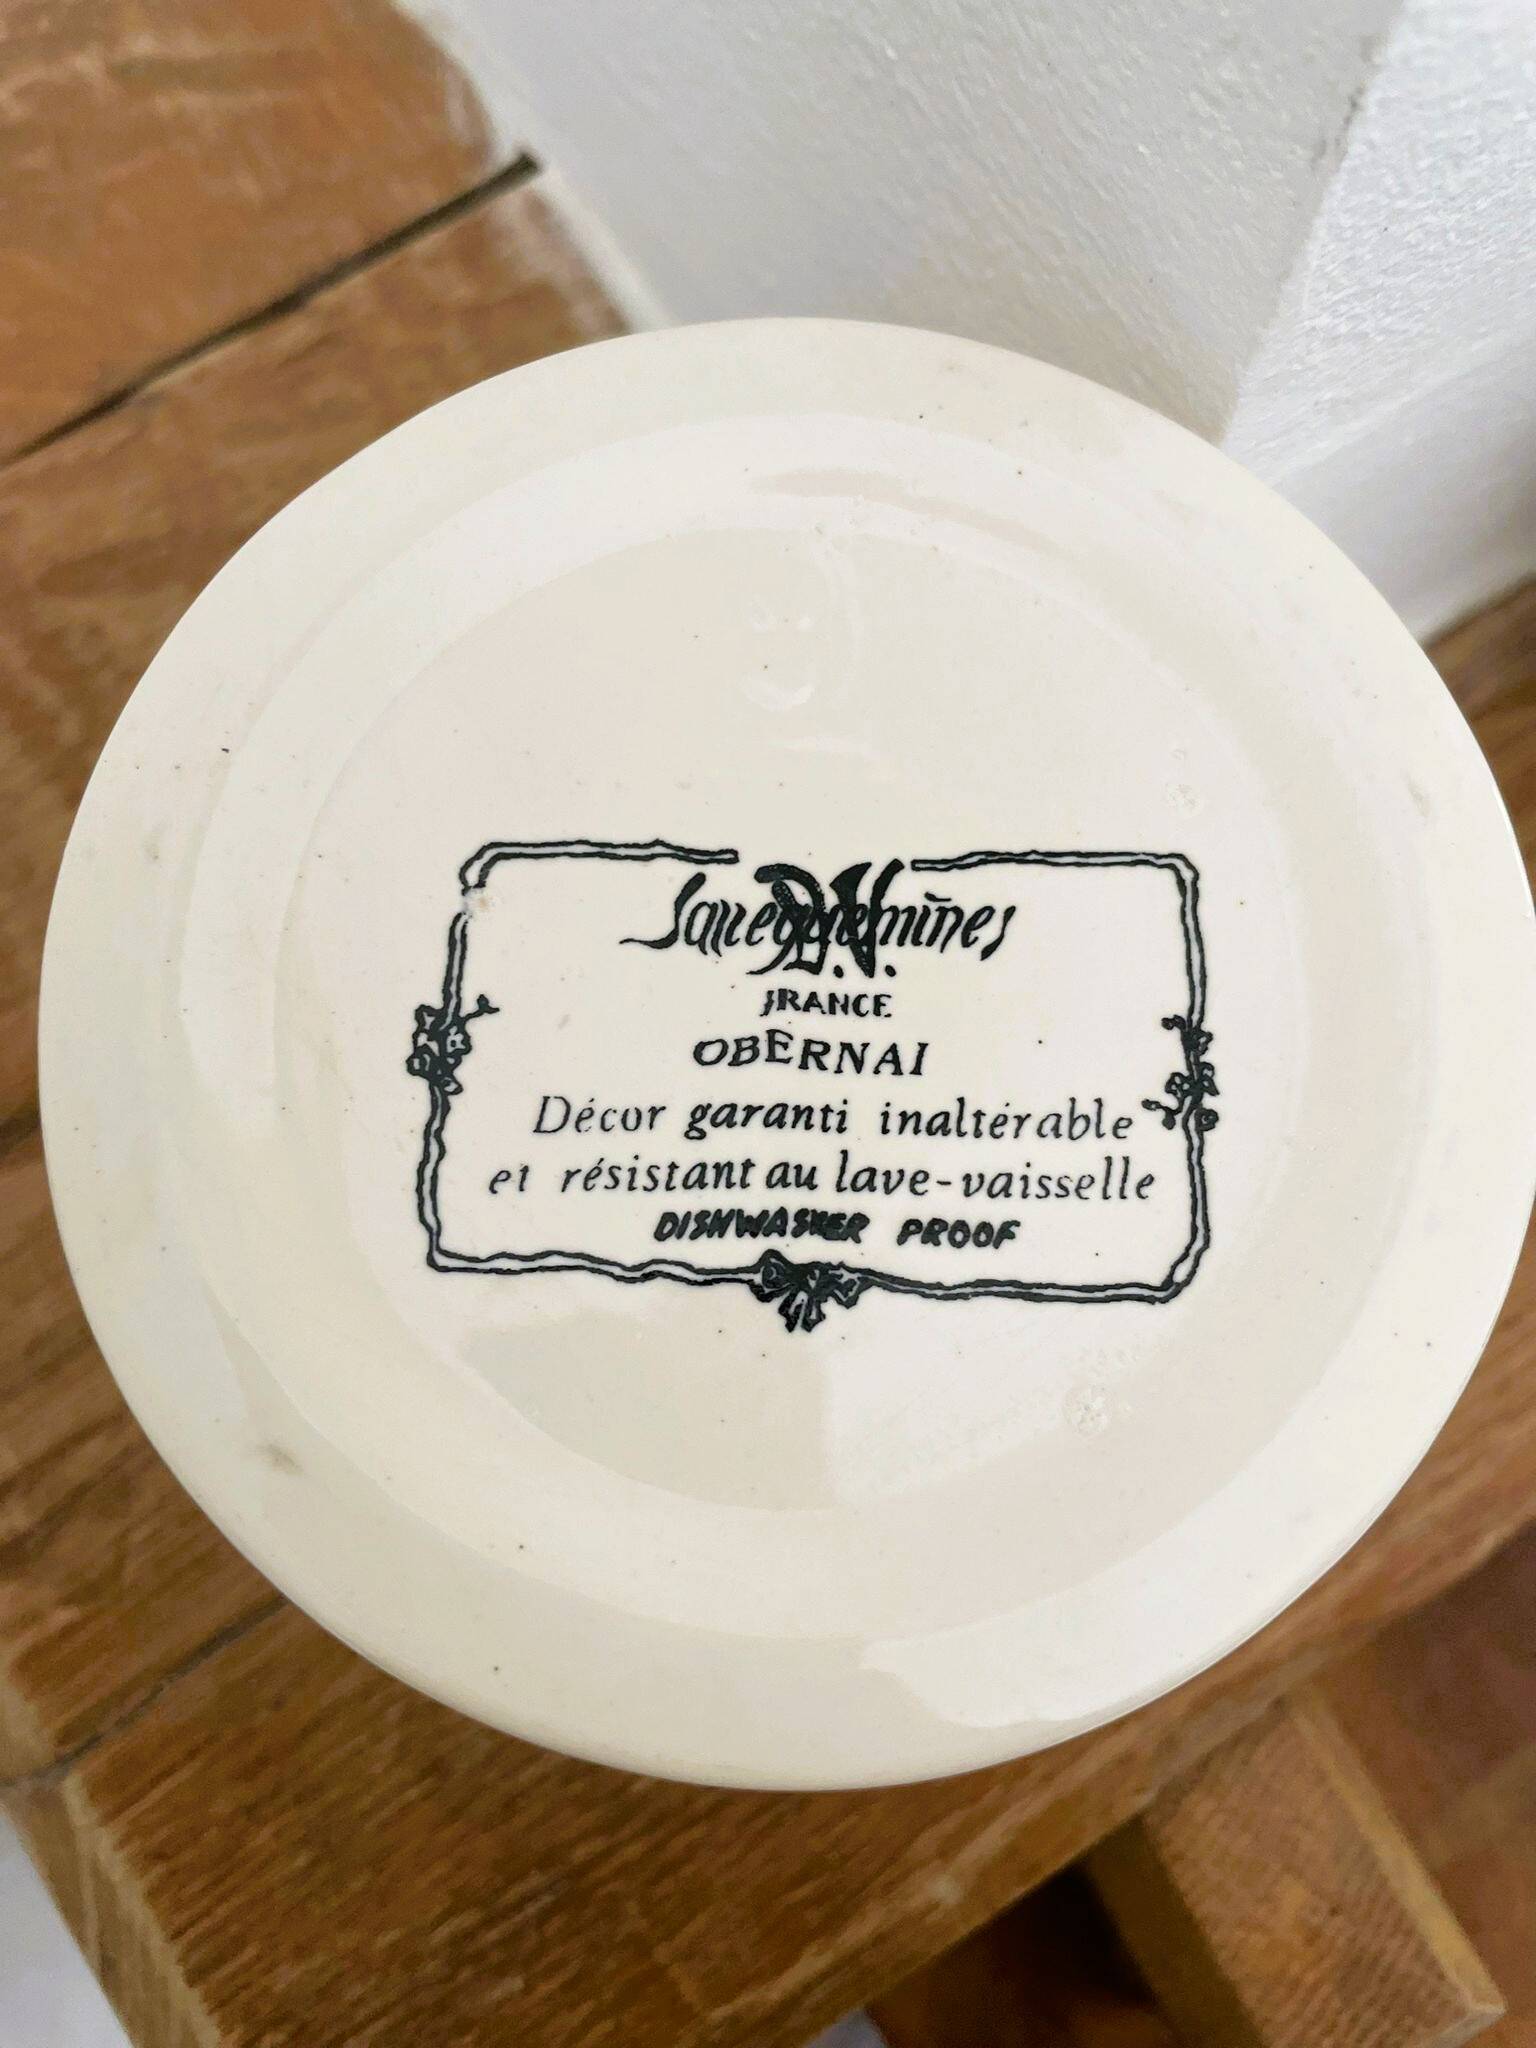 Sarreguemines
D.V.
FRANCE
OBERNAI
Décor garanti inaltérable
et résistant au lave-vaisselle
DISHWASHER PROOF